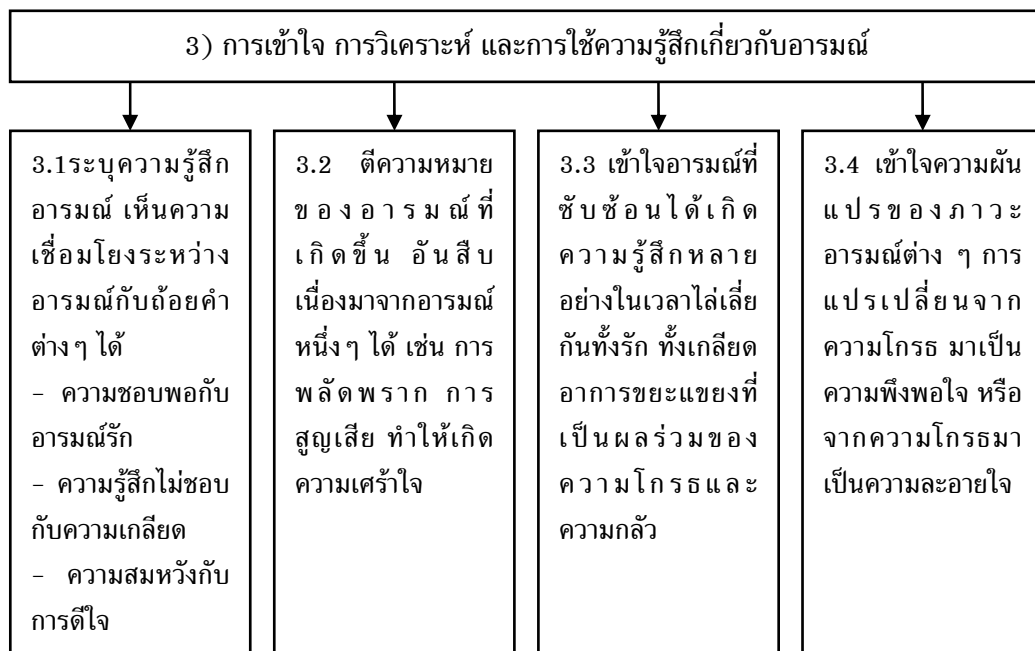 3) การเข้าใจ การวิเคราะห์ และการใช้ความรู้สึกเกี่ยวกับอารมณ์
3.1ระบุความรู้สึก
อารมณ์ เห็นความ
เชื่อมโยงระหว่าง
อารมณ์กับถ้อยคำ
ต่างๆ ได้
- ความชอบพอกับ
อารมณ์รัก
- ความรู้สึกไม่ชอบ
กับความเกลียด
- ความสมหวังกับ
การดีใจ
3.2 ตีความหมาย
ของอารมณ์ที่
เกิดขึ้น อันสืบ
เนื่องมาจากอารมณ์
หนึ่งๆ ได้ เช่น การ
พลัดพราก การ
สูญเสีย ทำให้เกิด
ความเศร้าใจ
3.3 เข้าใจอารมณ์ที่
ซับซ้อนได้เกิด
ความรู้สึกหลาย
อย่างในเวลาไล่เลี่ย
กันทั้งรัก ทั้งเกลียด
อาการขยะแขยงที่
เป็นผลร่วมของ
ความโกรธและ
ความกลัว
3.4 เข้าใจความผัน
แปรของภาวะ
อารมณ์ต่าง ๆ การ
แปรเปลี่ยนจาก
ความโกรธ มาเป็น
ความพึงพอใจ หรือ
จากความโกรธมา
เป็นความละอายใจ